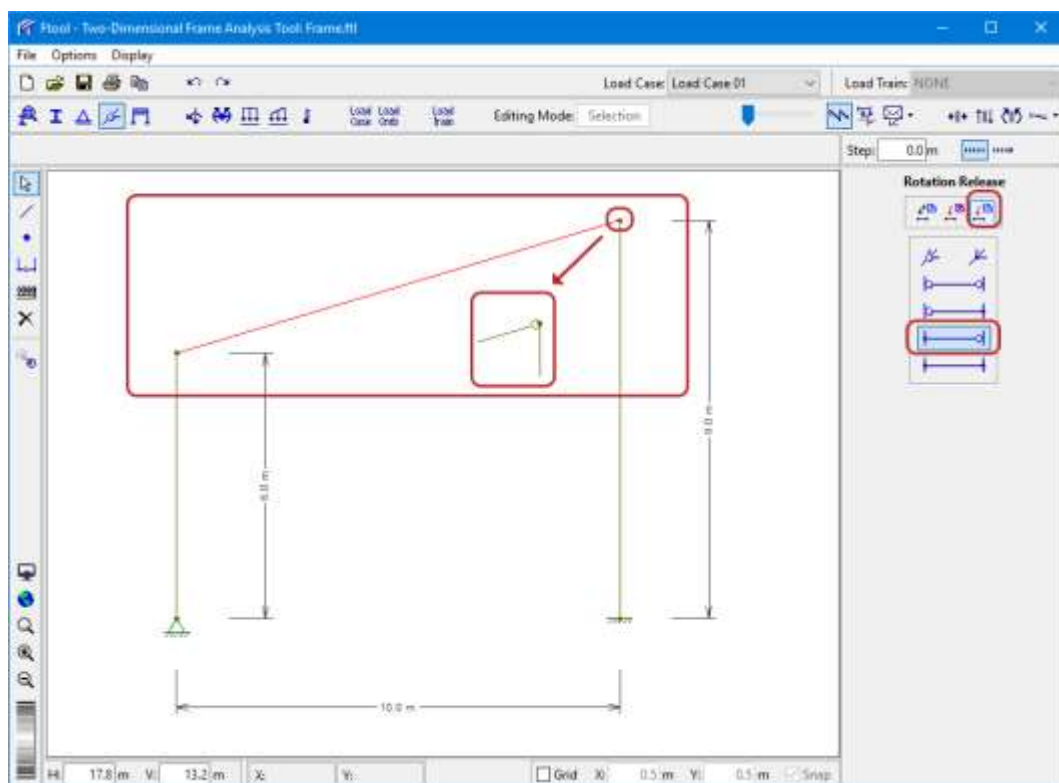 Ftool - Two-Dimensional Frame Analysis Tool: Frame.ftl
File Options Display
Load Case: Load Case 01 Load Train: NONE
Load Case Load Comb Load Train Editing Mode: Selection
Step: 0.0 m
Rotation Release
6.0 m
9.0 m
10.0 m
H: 17.8 m V: 13.2 m X: Y: Grid X: 0.5 m Y: 0.5 m Snap